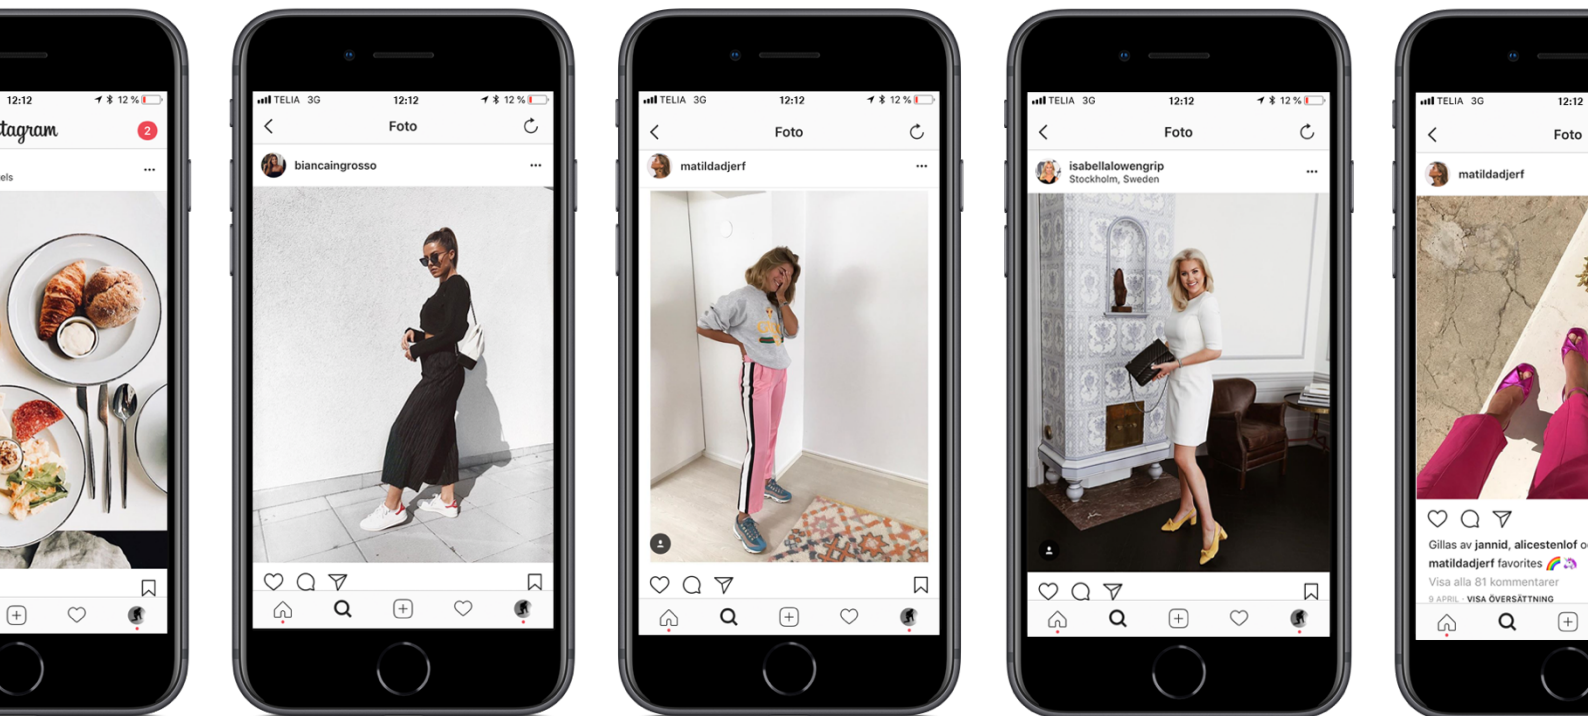 12:12 12 %
tagram 2
els
TELIA 3G 12:12 12 %
Foto
biancaingrosso
TELIA 3G 12:12 12 %
Foto
matildadjerf
TELIA 3G 12:12 12 %
Foto
isabellalowengrip
Stockholm, Sweden
TELIA 3G 12:12
Foto
matildadjerf
Gillas av jannid, alicestenlof o
matildadjerf favorites 🌈🦄
Visa alla 81 kommentarer
9 APRIL · VISA ÖVERSÄTTNING